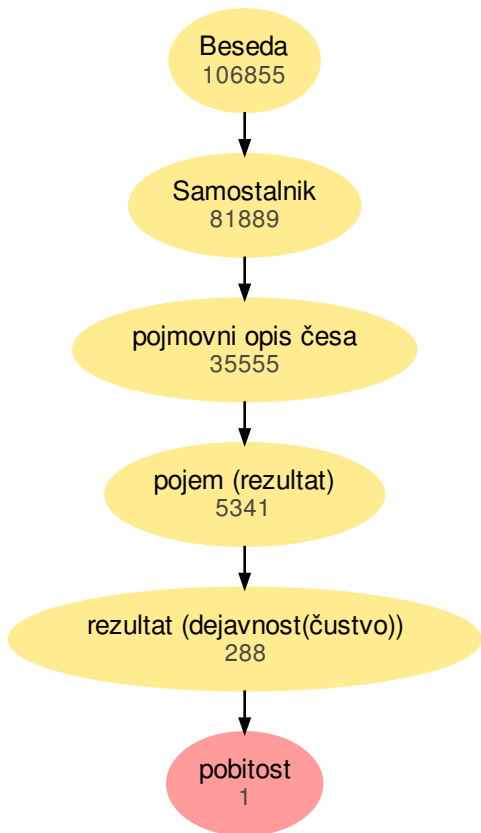 Beseda
106855
Samostalnik
81889
pojmovni opis česa
35555
pojem (rezultat)
5341
rezultat (dejavnost(čustvo))
288
pobitost
1